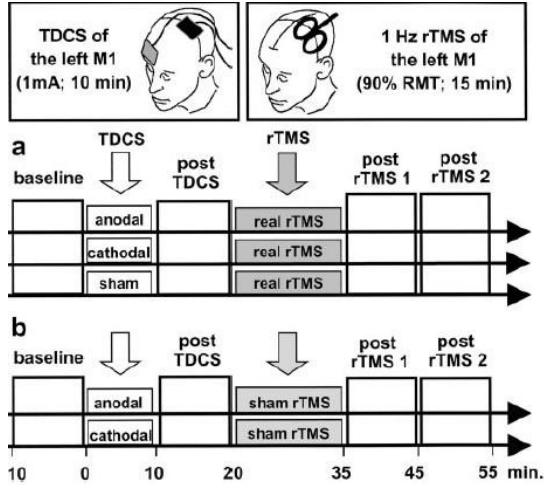 TDCS of
the left M1
(1mA; 10 min)
1 Hz rTMS of
the left M1
(90% RMT; 15 min)
a
TDCS
rTMS
baseline
post
TDCS
post
rTMS 1
post
rTMS 2
anodal
real rTMS
cathodal
real rTMS
sham
real rTMS
b
baseline
post
TDCS
post
rTMS 1
post
rTMS 2
anodal
sham rTMS
cathodal
sham rTMS
10 0 10 20 35 45 55 min.